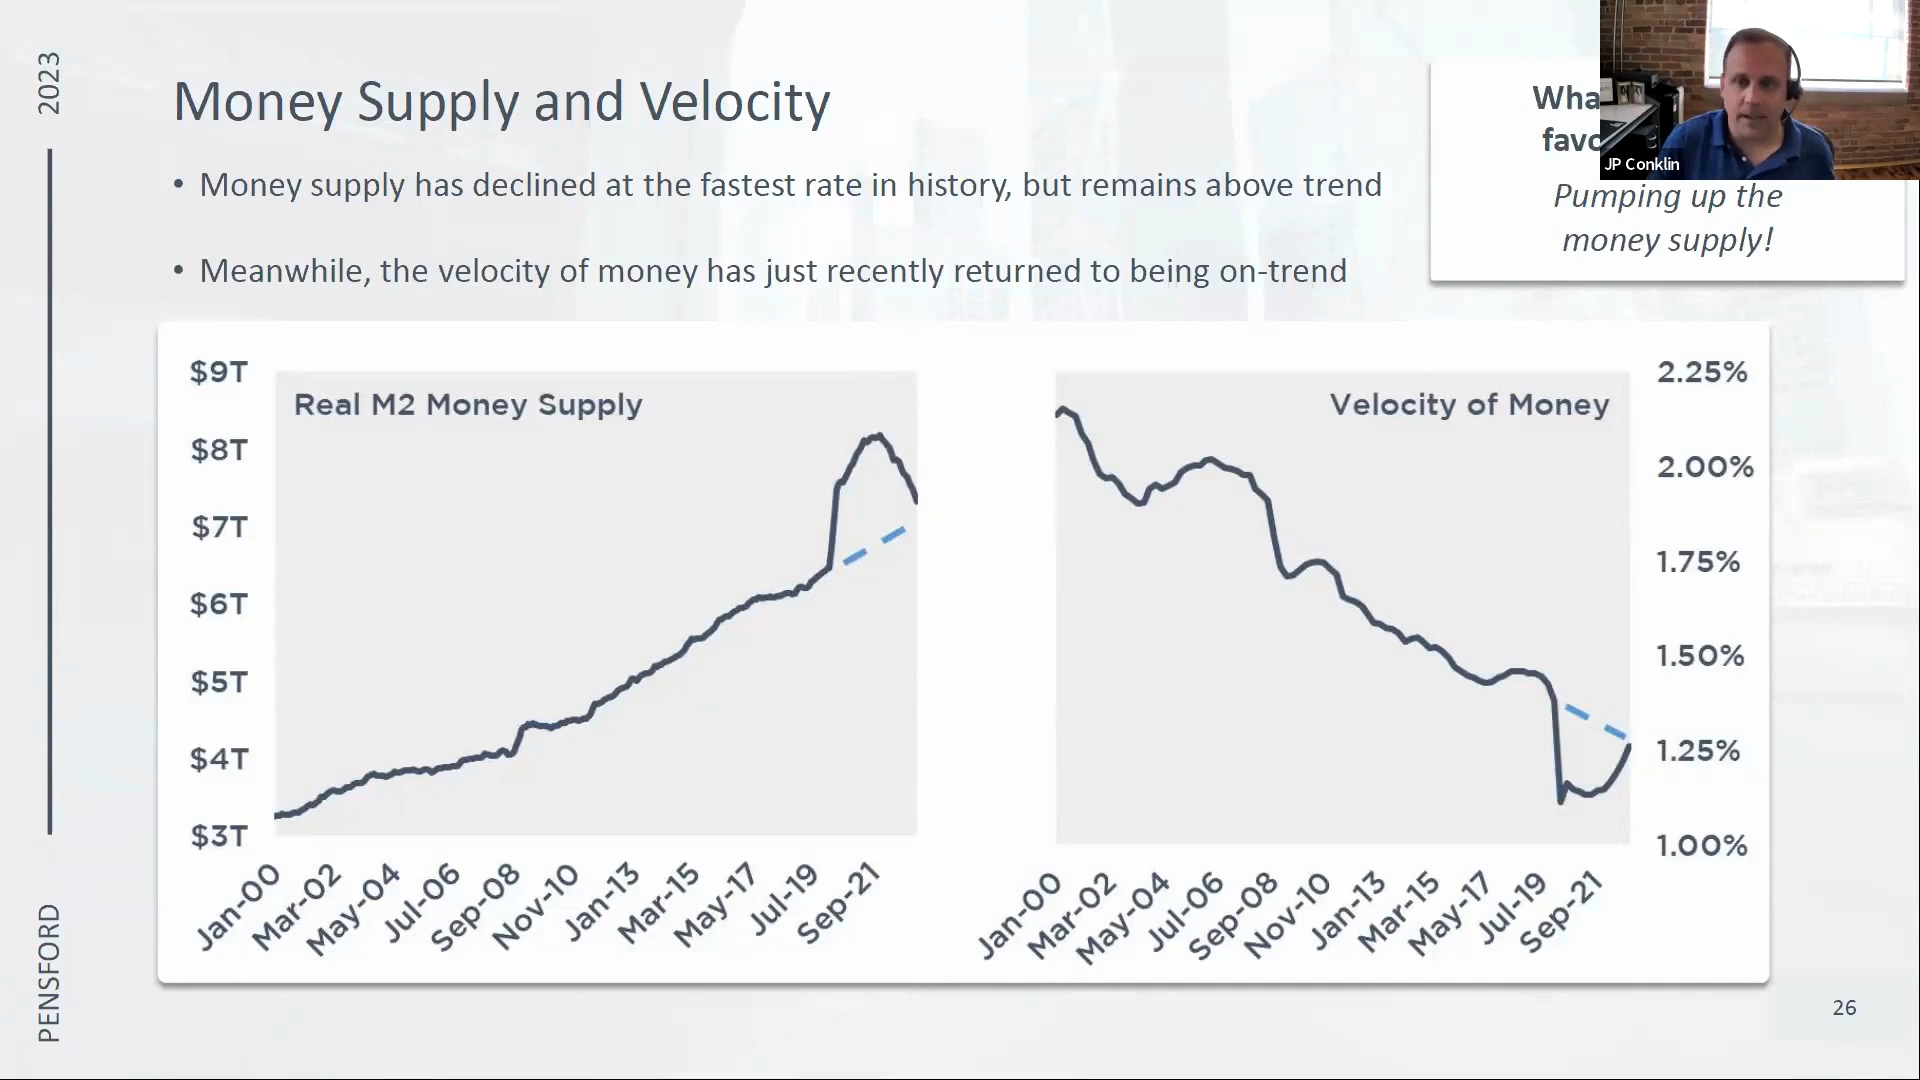 2023
Money Supply and Velocity
• Money supply has declined at the fastest rate in history, but remains above trend
• Meanwhile, the velocity of money has just recently returned to being on-trend
JP Conklin
Pumping up the
money supply!
Real M2 Money Supply
$9T
$8T
$7T
$6T
$5T
$4T
$3T
Jan-00
Mar-02
May-04
Jul-06
Sep-08
Nov-10
Jan-13
Mar-15
May-17
Jul-19
Sep-21
Velocity of Money
2.25%
2.00%
1.75%
1.50%
1.25%
1.00%
Jan-00
Mar-02
May-04
Jul-06
Sep-08
Nov-10
Jan-13
Mar-15
May-17
Jul-19
Sep-21
PENSFORD
26